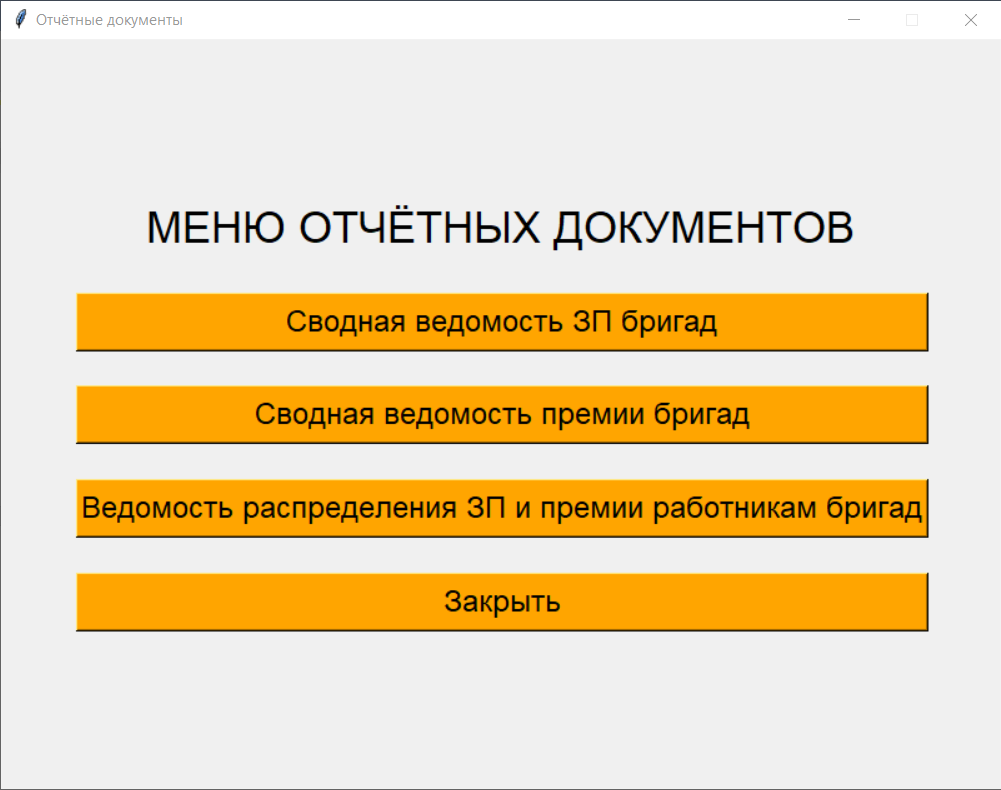 Отчётные документы
МЕНЮ ОТЧЁТНЫХ ДОКУМЕНТОВ
Сводная ведомость ЗП бригад
Сводная ведомость премии бригад
Ведомость распределения ЗП и премии работникам бригад
Закрыть